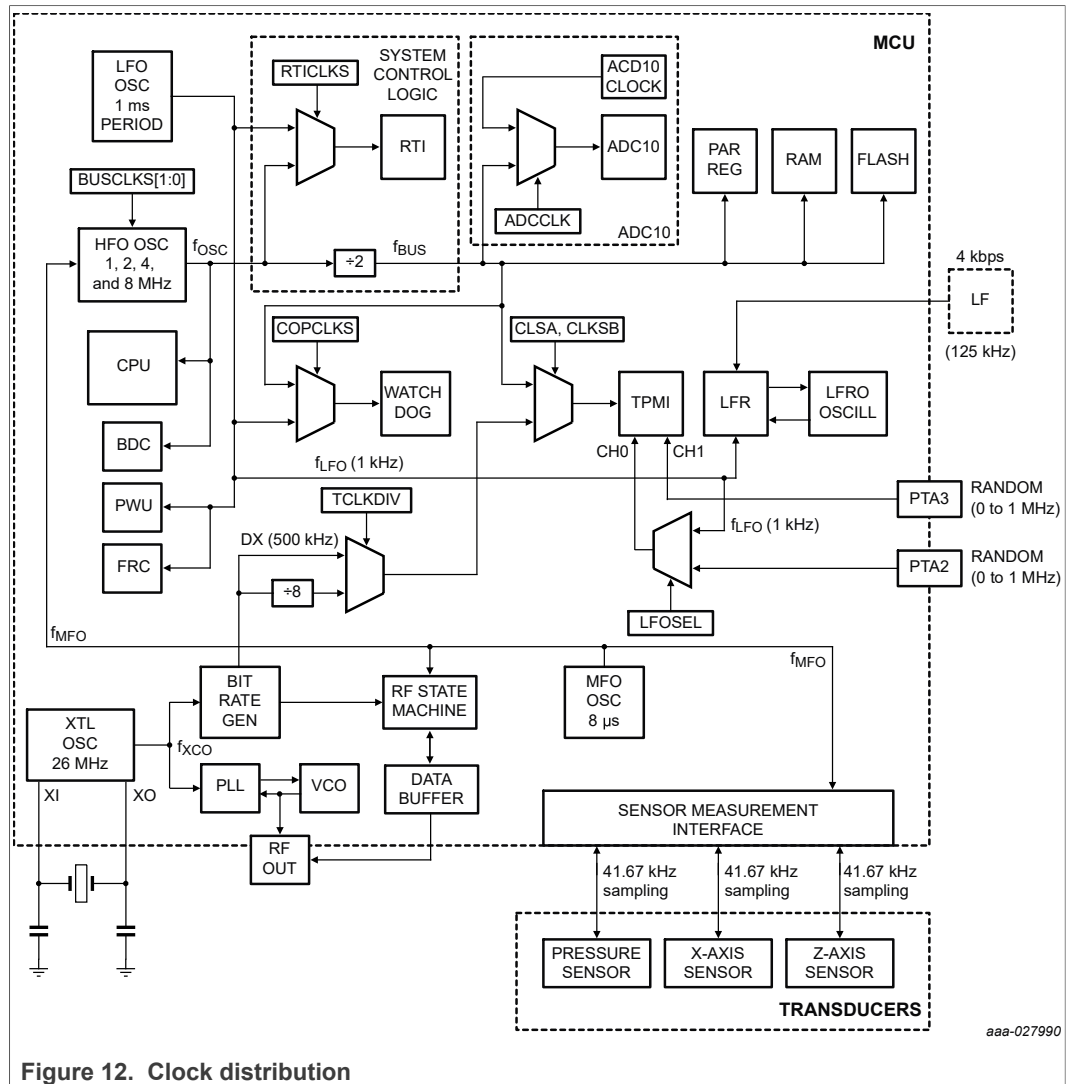 MCU
LFO
OSC
1 ms
PERIOD
RTICLKS
SYSTEM
CONTROL
LOGIC
RTI
ACD10
CLOCK
ADC10
ADCCLK
ADC10
PAR
REG
RAM
FLASH
BUSCLKS[1:0]
HFO OSC
1, 2, 4,
and 8 MHz
fOSC
÷2
fBUS
4 kbps
LF
(125 kHz)
CPU
COPCLKS
WATCH
DOG
CLSA, CLKSB
TPMI
LFR
LFRO
OSCILL
BDC
CH0
CH1
fLFO (1 kHz)
PWU
FRC
TCLKDIV
DX (500 kHz)
÷8
fLFO (1 kHz)
PTA3
RANDOM
(0 to 1 MHz)
PTA2
RANDOM
(0 to 1 MHz)
LFOSEL
fMFO
fMFO
BIT
RATE
GEN
RF STATE
MACHINE
MFO
OSC
8 µs
XTL
OSC
26 MHz
fXCO
XI
XO
PLL
VCO
DATA
BUFFER
RF
OUT
SENSOR MEASUREMENT
INTERFACE
41.67 kHz
sampling
41.67 kHz
sampling
41.67 kHz
sampling
PRESSURE
SENSOR
X-AXIS
SENSOR
Z-AXIS
SENSOR
TRANSDUCERS
aaa-027990
Figure 12. Clock distribution